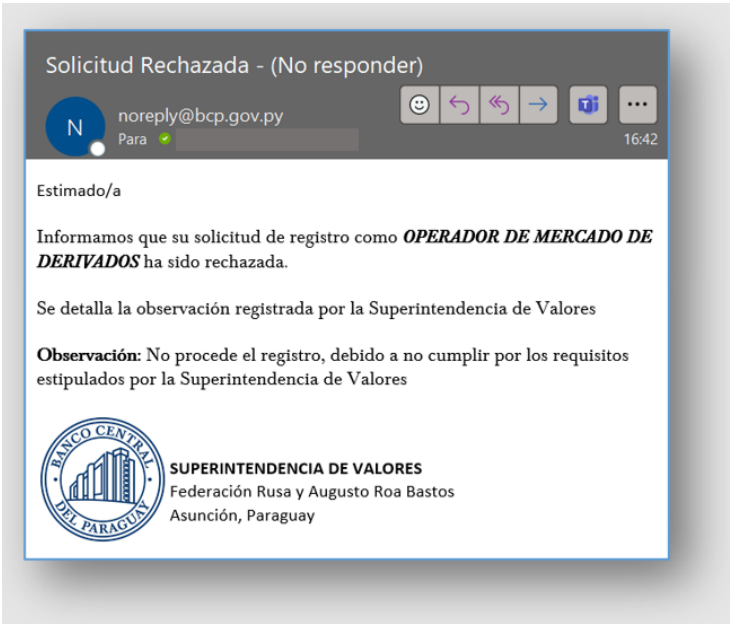 Solicitud Rechazada - (No responder)
N
noreply@bcp.gov.py
Para
16:42
Estimado/a
Informamos que su solicitud de registro como OPERADOR DE MERCADO DE
DERIVADOS ha sido rechazada.
Se detalla la observación registrada por la Superintendencia de Valores
Observación: No procede el registro, debido a no cumplir por los requisitos
estipulados por la Superintendencia de Valores
BANCO CENTRAL
DEL PARAGUAY
SUPERINTENDENCIA DE VALORES
Federación Rusa y Augusto Roa Bastos
Asunción, Paraguay